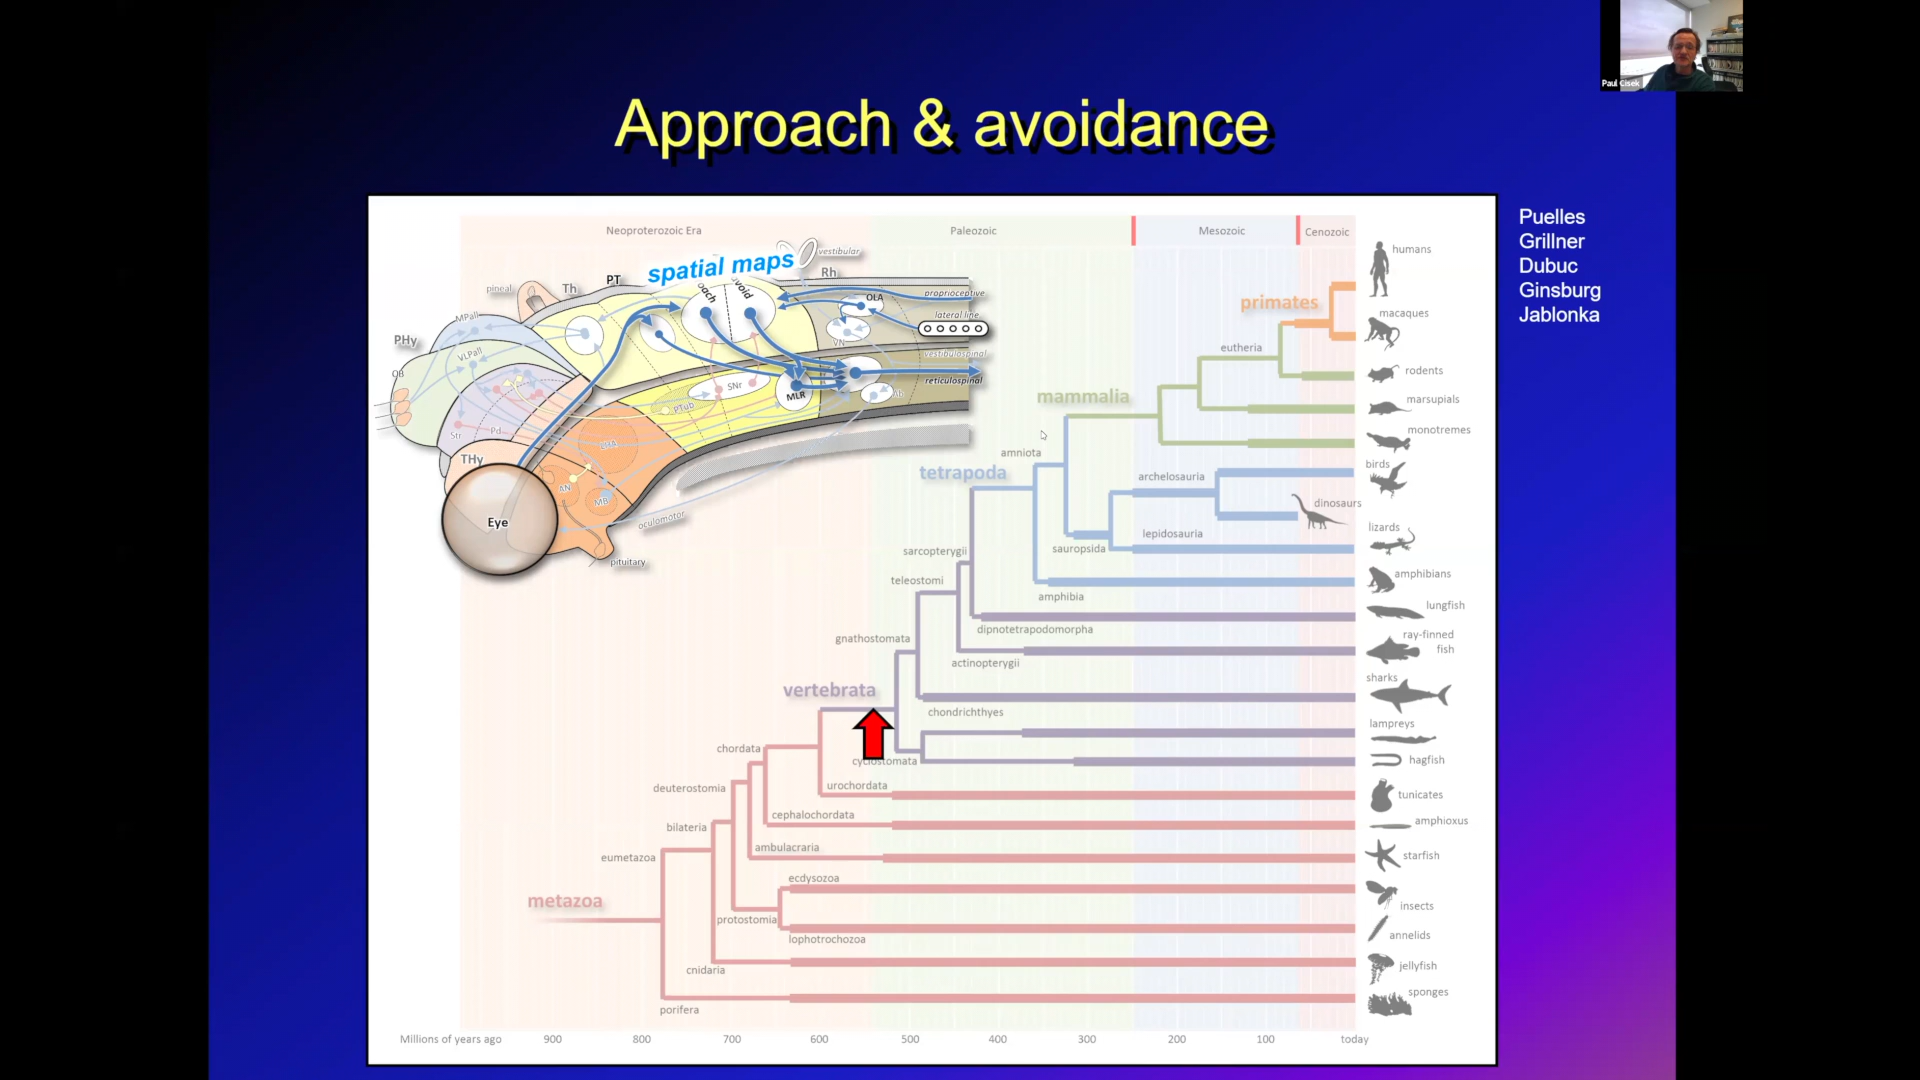 Paul Cisek
Approach & avoidance
Puelles
Grillner
Dubuc
Ginsburg
Jablonka
Neoproterozoic Era
Paleozoic
Mesozoic
Cenozoic
spatial maps
vestibular
Rh
PT
Th
pineal
MPall
PHy
VLPall
OB
proprioceptive
OLA
lateral line
VN
vestibulospinal
reticulospinal
SNr
MLR
PTub
Str
Pd
THy
AN
MB
Eye
oculomotor
pituitary
humans
primates
macaques
eutheria
rodents
mammalia
marsupials
monotremes
amniota
birds
tetrapoda
archelosauria
dinosaurs
lizards
lepidosauria
sauropsida
sarcopterygii
teleostomi
amphibians
amphibia
lungfish
dipnotetrapodomorpha
gnathostomata
ray-finned
fish
actinopterygii
sharks
vertebrata
chondrichthyes
lampreys
chordata
cyclostomata
hagfish
urochordata
deuterostomia
tunicates
cephalochordata
amphioxus
bilateria
ambulacraria
starfish
eumetazoa
ecdysozoa
metazoa
insects
protostomia
lophotrochozoa
annelids
cnidaria
jellyfish
sponges
porifera
Millions of years ago 900 800 700 600 500 400 300 200 100 today